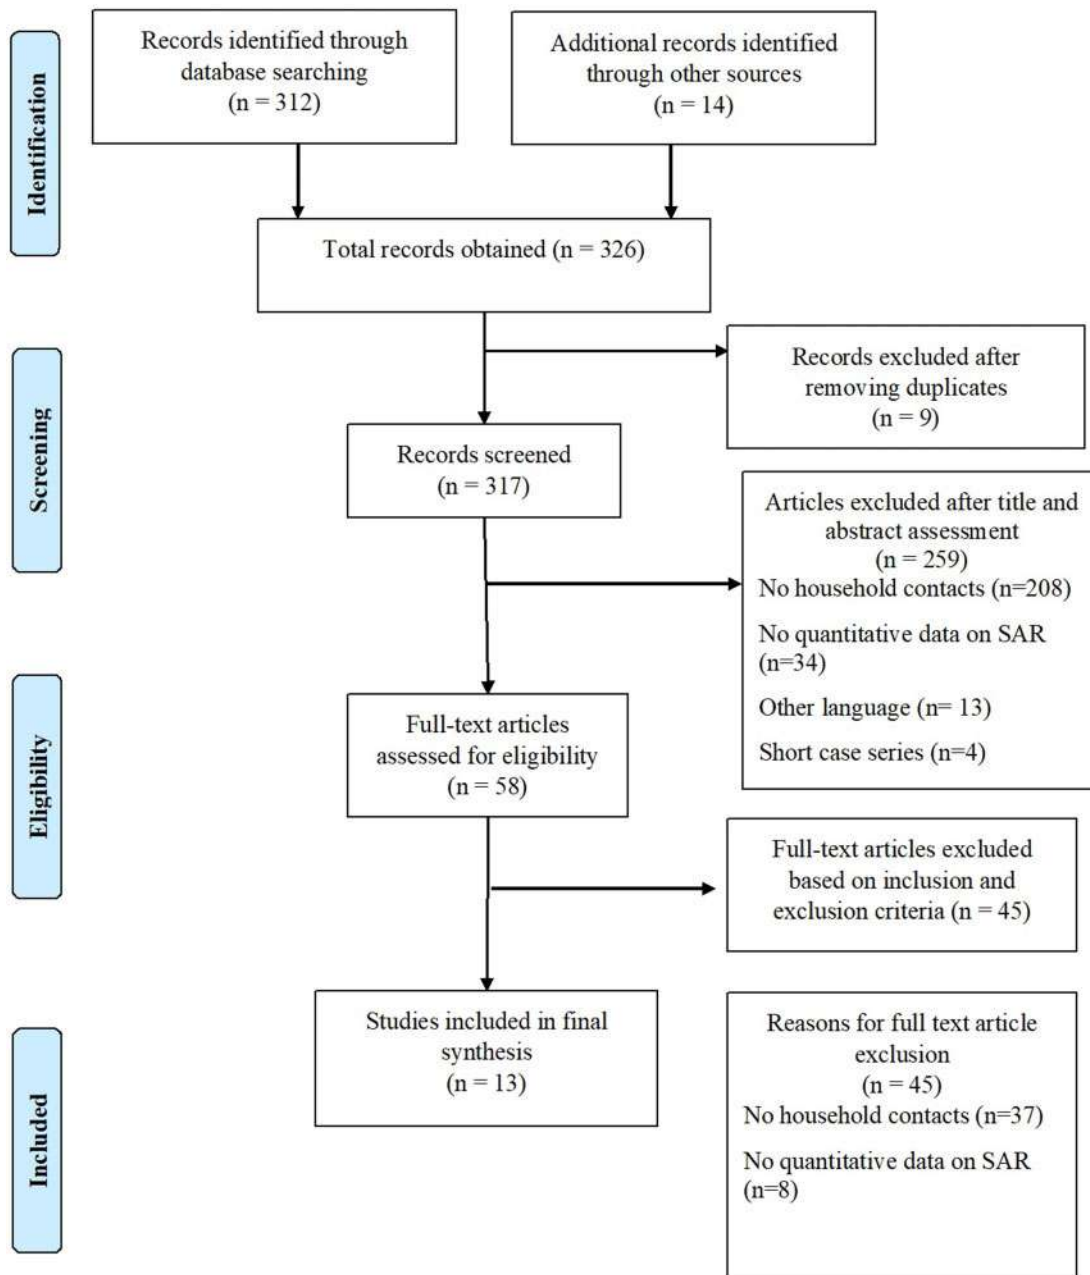 Identification
Records identified through
database searching
(n = 312)
Additional records identified
through other sources
(n = 14)
Total records obtained (n = 326)
Screening
Records excluded after
removing duplicates
(n = 9)
Records screened
(n = 317)
Articles excluded after title and
abstract assessment
(n = 259)
No household contacts (n=208)
No quantitative data on SAR
(n=34)
Other language (n= 13)
Short case series (n=4)
Eligibility
Full-text articles
assessed for eligibility
(n = 58)
Full-text articles excluded
based on inclusion and
exclusion criteria (n = 45)
Included
Studies included in final
synthesis
(n = 13)
Reasons for full text article
exclusion
(n = 45)
No household contacts (n=37)
No quantitative data on SAR
(n=8)